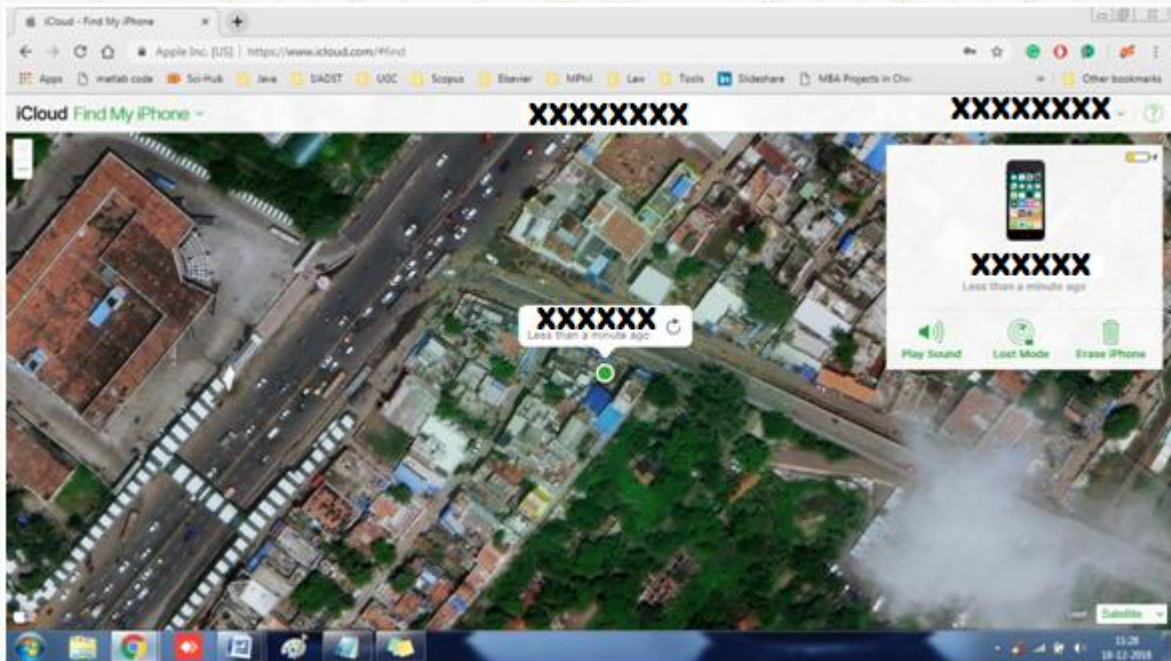 iCloud - Find My iPhone
Apple Inc. [US] | https://www.icloud.com/#find
Apps matlab code Sci-Hub Java SIADST UGC Scopus Elsevier MPhil Law Tools Slideshare MBA Projects in Che Other bookmarks
iCloud Find My iPhone XXXXXXXX XXXXXXXX ?
XXXXXX
Less than a minute ago
Play Sound Lost Mode Erase iPhone
XXXXXX
Less than a minute ago
Legal Satellite
11:28
18-12-2018